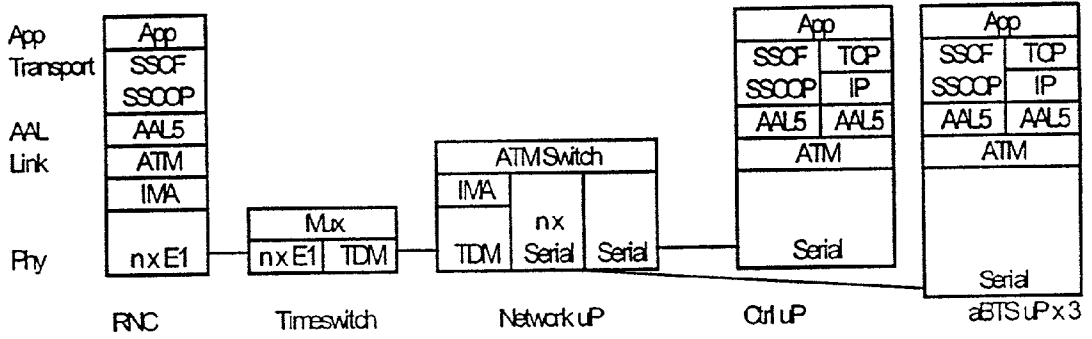 App
Transport
AAL
Link
Phy
App
SSCF
SSCOP
AAL5
ATM
IMA
n x E1
RNC
Mux
n x E1 TDM
Timeswitch
ATM Switch
IMA
n x
TDM Serial Serial
Network uP
App
SSCF TCP
SSCOP IP
AAL5 AAL5
ATM
Serial
Ctrl uP
App
SSCF TCP
SSCOP IP
AAL5 AAL5
ATM
Serial
aBTS uP x 3